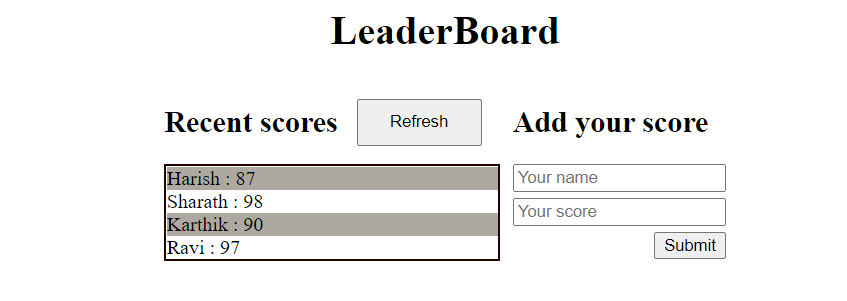 LeaderBoard
Recent scores
Refresh
Harish : 87
Sharath : 98
Karthik : 90
Ravi : 97
Add your score
Your name
Your score
Submit